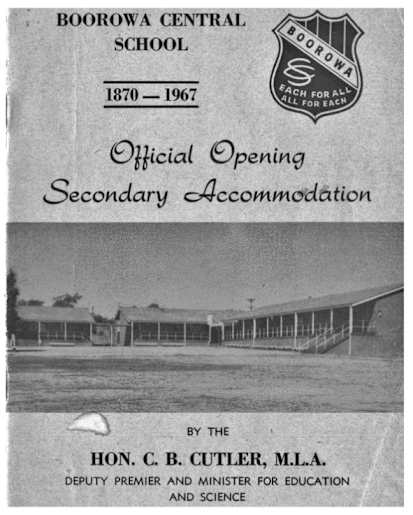 BOOROWA CENTRAL
SCHOOL
1870 — 1967
BOOROWA
CS
EACH FOR ALL
ALL FOR EACH
Official Opening
Secondary Accommodation
BY THE
HON. C. B. CUTLER, M.L.A.
DEPUTY PREMIER AND MINISTER FOR EDUCATION
AND SCIENCE